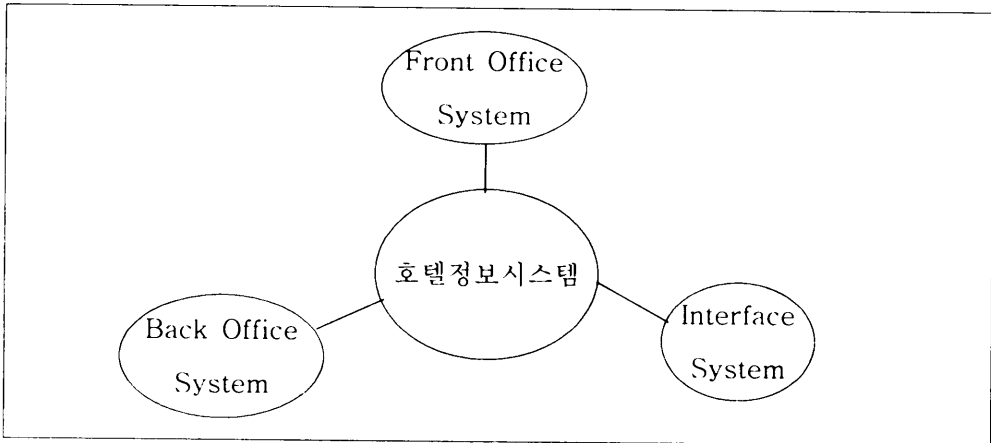 Front Office
System
호텔정보시스템
Back Office
System
Interface
System